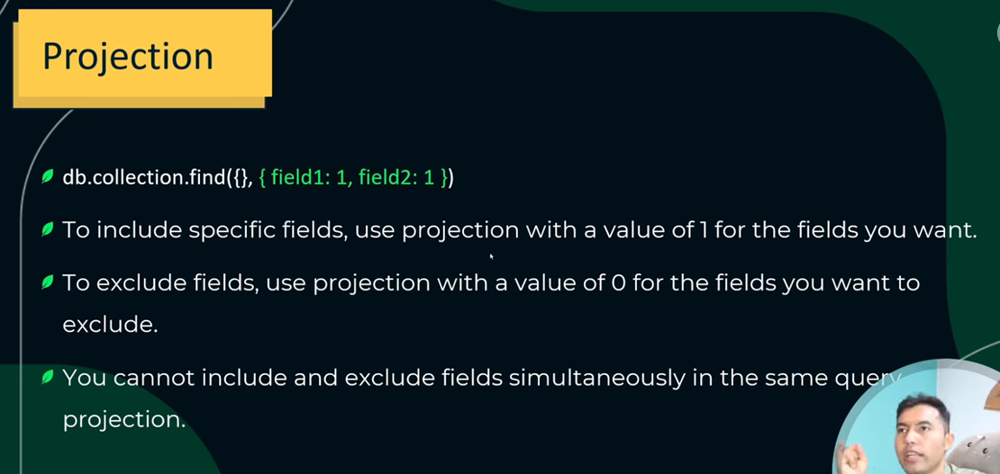 Projection
db.collection.find({}, { field1: 1, field2: 1 })
To include specific fields, use projection with a value of 1 for the fields you want.
To exclude fields, use projection with a value of 0 for the fields you want to
exclude.
You cannot include and exclude fields simultaneously in the same query
projection.